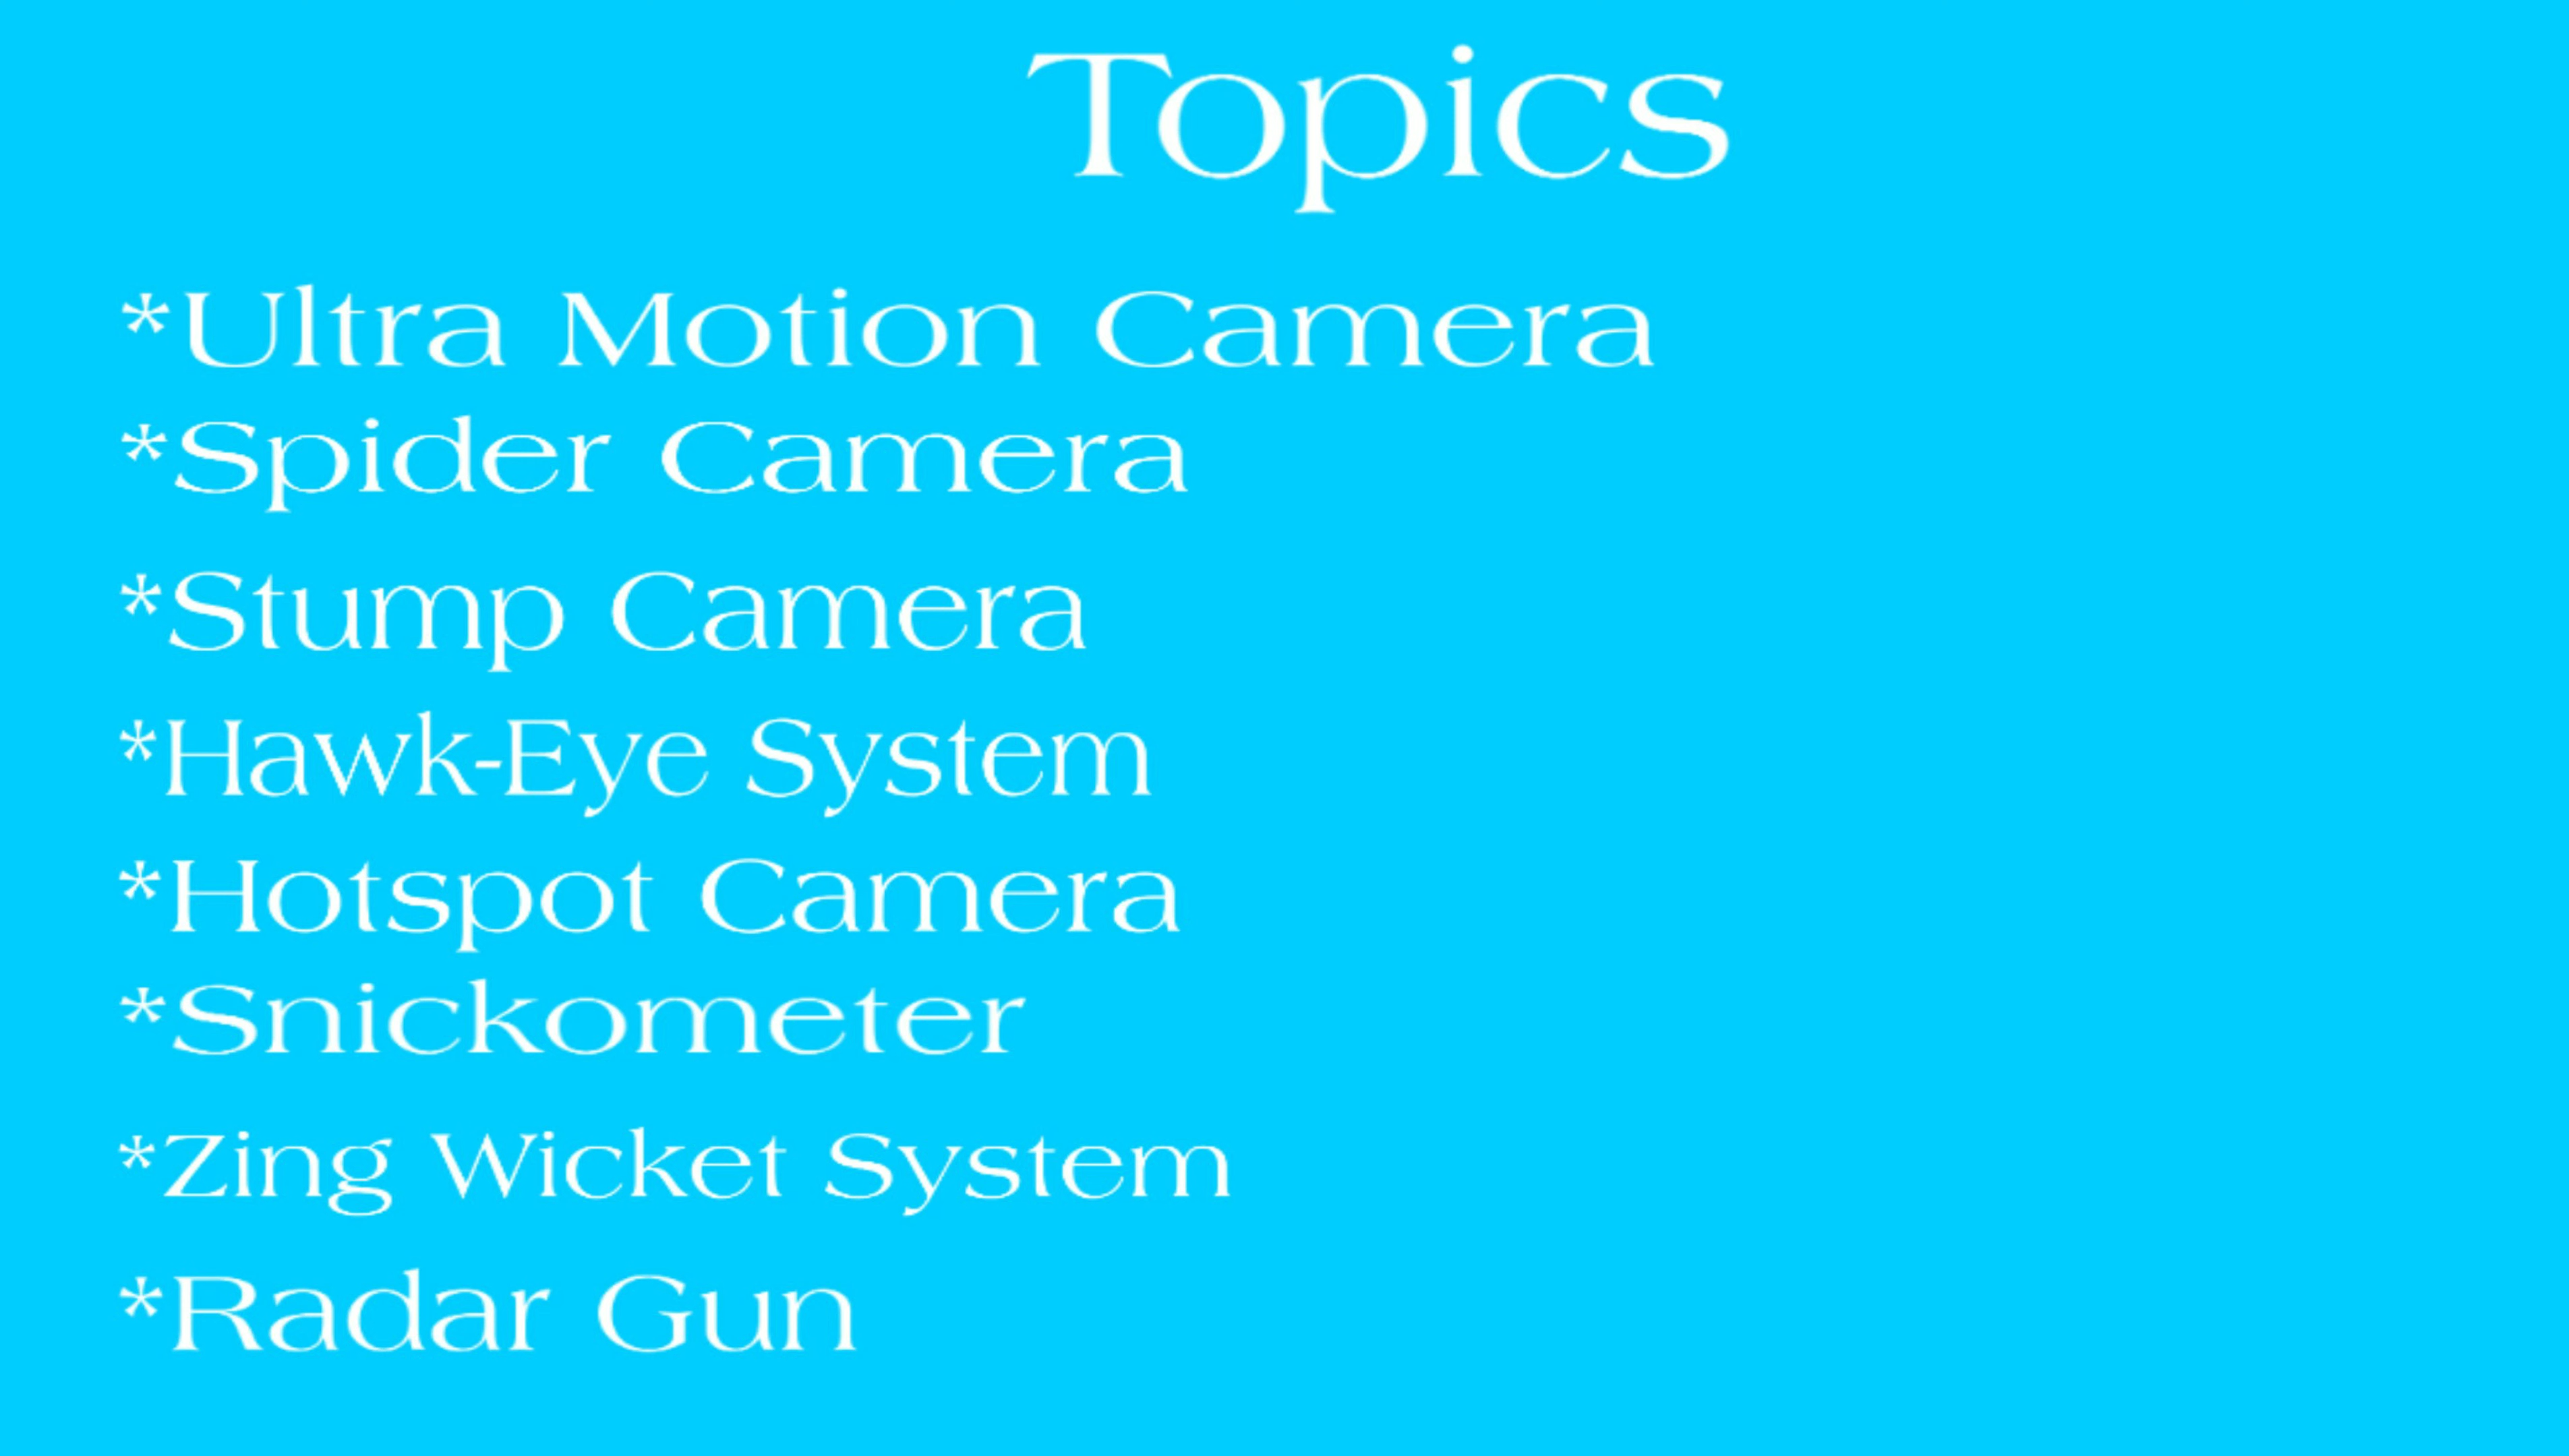 Topics
*Ultra Motion Camera
*Spider Camera
*Stump Camera
*Hawk-Eye System
*Hotspot Camera
*Snickometer
*Zing Wicket System
*Radar Gun